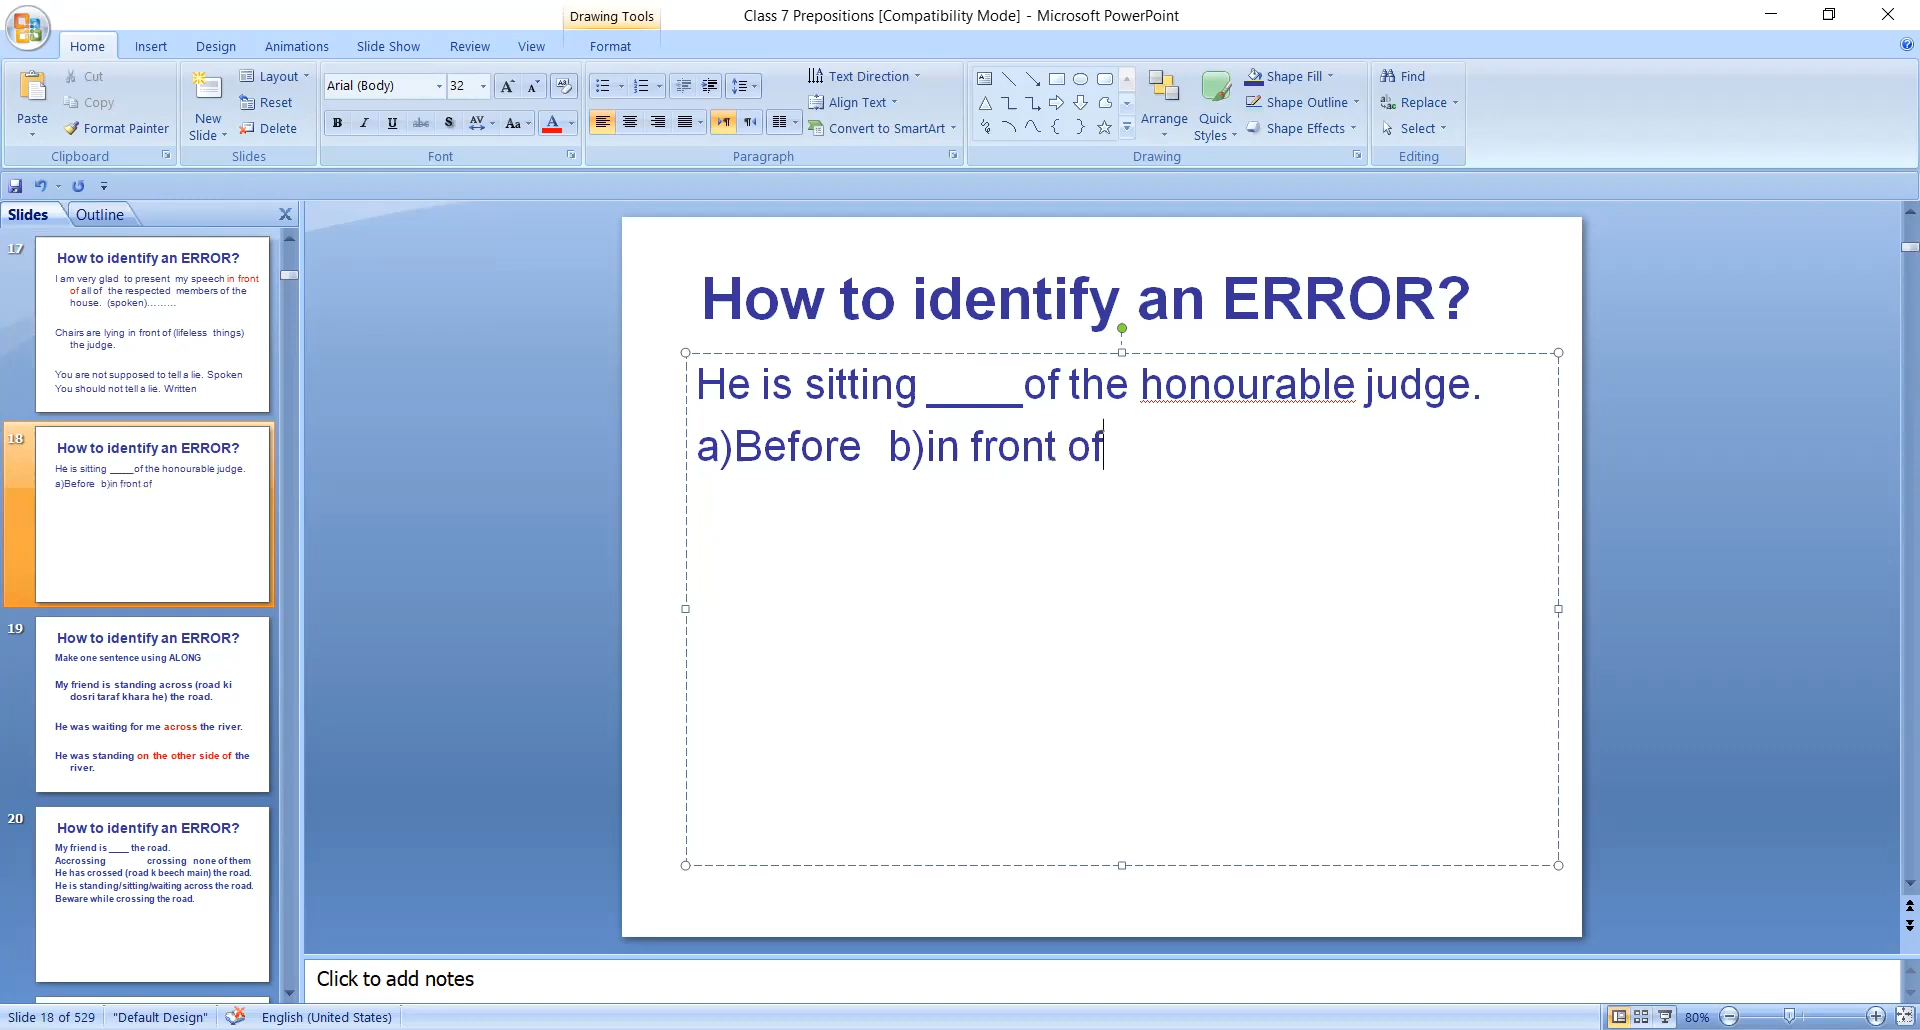 Drawing Tools
Class 7 Prepositions [Compatibility Mode] - Microsoft PowerPoint
Home Insert Design Animations Slide Show Review View Format
Paste
Cut
Copy
Format Painter
Clipboard
New Slide
Layout
Reset
Delete
Slides
Arial (Body) 32
B I U abc S AV Aa A
Font
Text Direction
Align Text
Convert to SmartArt
Paragraph
Arrange
Quick Styles
Shape Fill
Shape Outline
Shape Effects
Drawing
Find
Replace
Select
Editing
Slides Outline X
17
How to identify an ERROR?
I am very glad to present my speech in front
of all of the respected members of the
house. (spoken)………
Chairs are lying in front of (lifeless things)
the judge.
You are not supposed to tell a lie. Spoken
You should not tell a lie. Written
18
How to identify an ERROR?
He is sitting ____of the honourable judge.
a)Before b)in front of
19
How to identify an ERROR?
Make one sentence using ALONG
My friend is standing across (road ki
dosri taraf khara he) the road.
He was waiting for me across the river.
He was standing on the other side of the
river.
20
How to identify an ERROR?
My friend is ____ the road.
Accrossing crossing none of them
He has crossed (road k beech main) the road.
He is standing/sitting/waiting across the road.
Beware while crossing the road.
How to identify an ERROR?
He is sitting ____of the honourable judge.
a)Before b)in front of
Click to add notes
Slide 18 of 529 "Default Design" English (United States) 80%